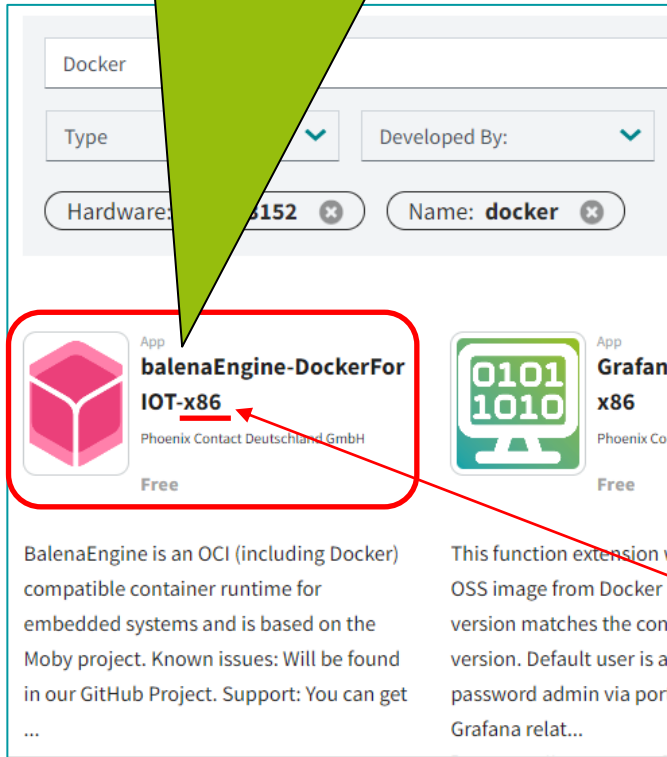 Docker
Type
Developed By:
Hardware: 3152
Name: docker
App
balenaEngine-DockerFor
IOT-x86
Phoenix Contact Deutschland GmbH
Free
BalenaEngine is an OCI (including Docker)
compatible container runtime for
embedded systems and is based on the
Moby project. Known issues: Will be found
in our GitHub Project. Support: You can get
...
0101
1010
App
Grafan
x86
Phoenix Co
Free
This function extension
OSS image from Docker
version matches the con
version. Default user is a
password admin via por
Grafana relat...